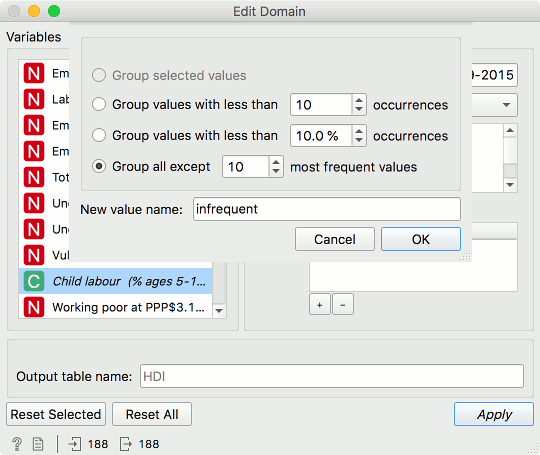 Edit Domain
Variables
Group selected values
Group values with less than 10 occurrences
Group values with less than 10.0 % occurrences
Group all except 10 most frequent values
New value name: infrequent
Cancel OK
N Em
N Lab
N Em
N Em
N Tot
N Un
N Un
N Vul
C Child labour (% ages 5-1...
N Working poor at PPP$3.1...
-2015
+ −
Output table name: HDI
Reset Selected Reset All Apply
? 188 188